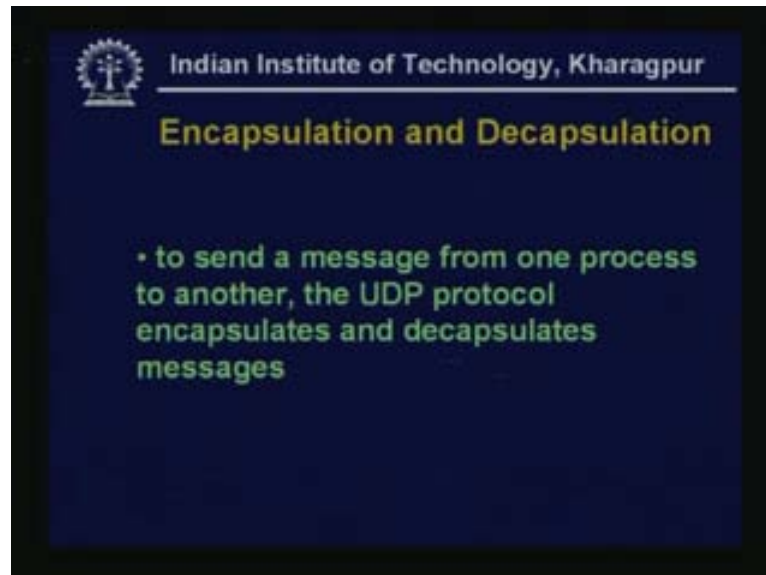 Indian Institute of Technology, Kharagpur
Encapsulation and Decapsulation
• to send a message from one process
to another, the UDP protocol
encapsulates and decapsulates
messages